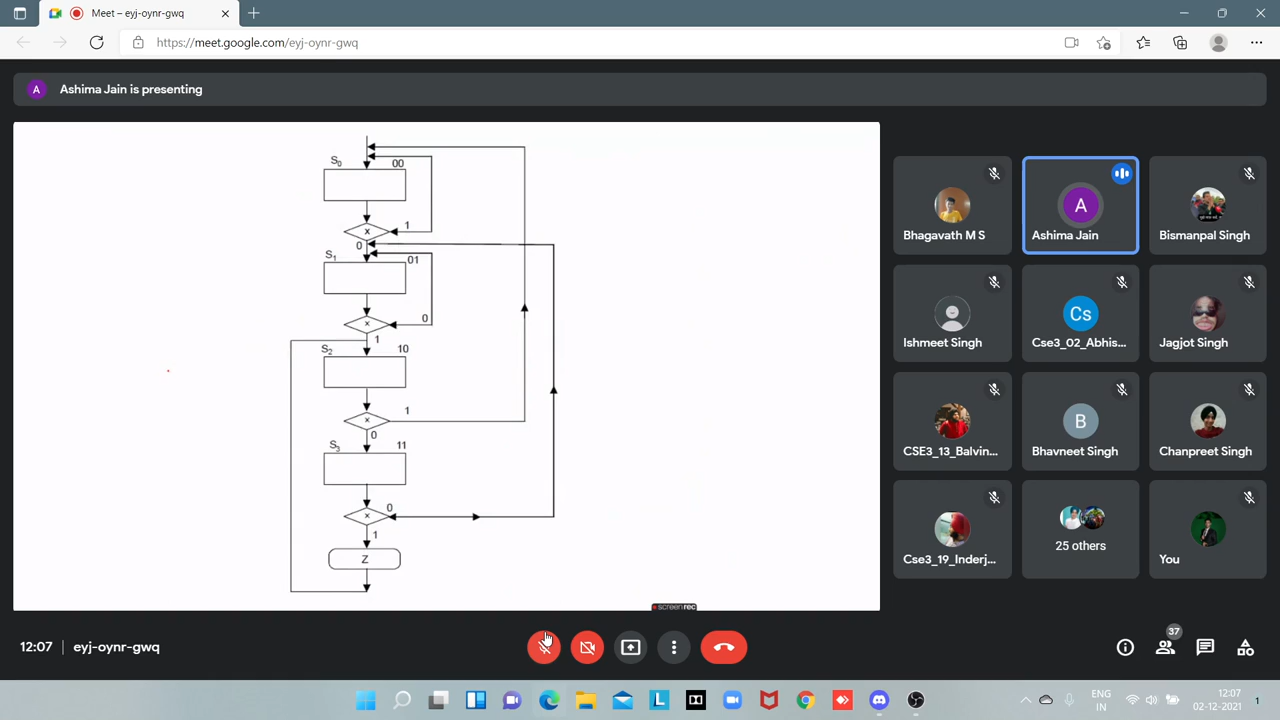 Meet – eyj-oynr-gwq
https://meet.google.com/eyj-oynr-gwq
A Ashima Jain is presenting
S0 00
x 1
0
S1 01
x 0
1
S2 10
x 1
0
S3 11
x 0
1
Z
screenrec
Bhagavath M S
A
Ashima Jain
Bismanpal Singh
Ishmeet Singh
Cs
Cse3_02_Abhis...
Jagjot Singh
CSE3_13_Balvin...
B
Bhavneet Singh
Chanpreet Singh
Cse3_19_Inderj...
25 others
You
12:07 eyj-oynr-gwq
37
L
ENG
IN
12:07
02-12-2021
1